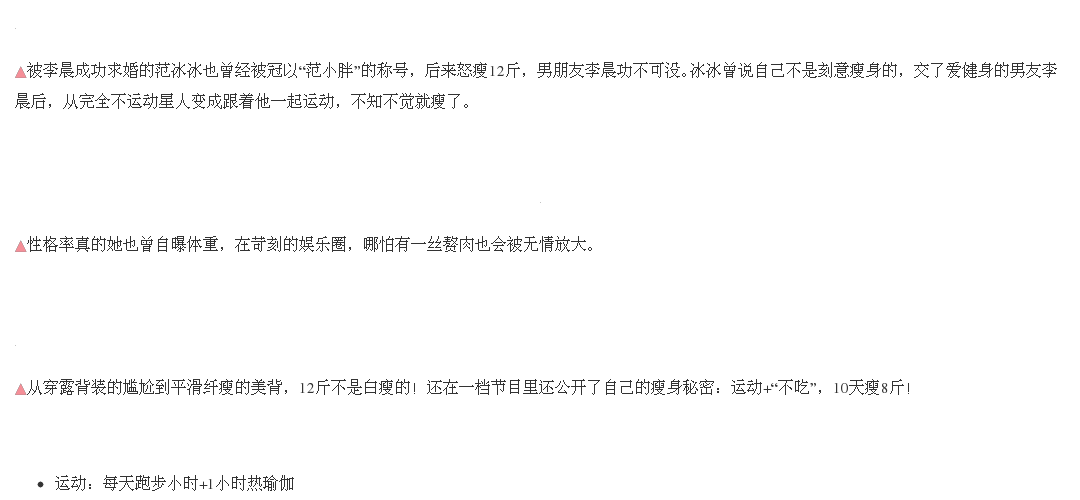 ▲被李晨成功求婚的范冰冰也曾经被冠以“范小胖”的称号，后来怒瘦12斤，男朋友李晨功不可没。冰冰曾说自己不是刻意瘦身的，交了爱健身的男友李
晨后，从完全不运动星人变成跟着他一起运动，不知不觉就瘦了。
▲性格率真的她也曾自曝体重，在苛刻的娱乐圈，哪怕有一丝赘肉也会被无情放大。
▲从穿露背装的尴尬到平滑纤瘦的美背，12斤不是白瘦的！还在一档节目里还公开了自己的瘦身秘密：运动+“不吃”，10天瘦8斤！
• 运动：每天跑步小时+1小时热瑜伽